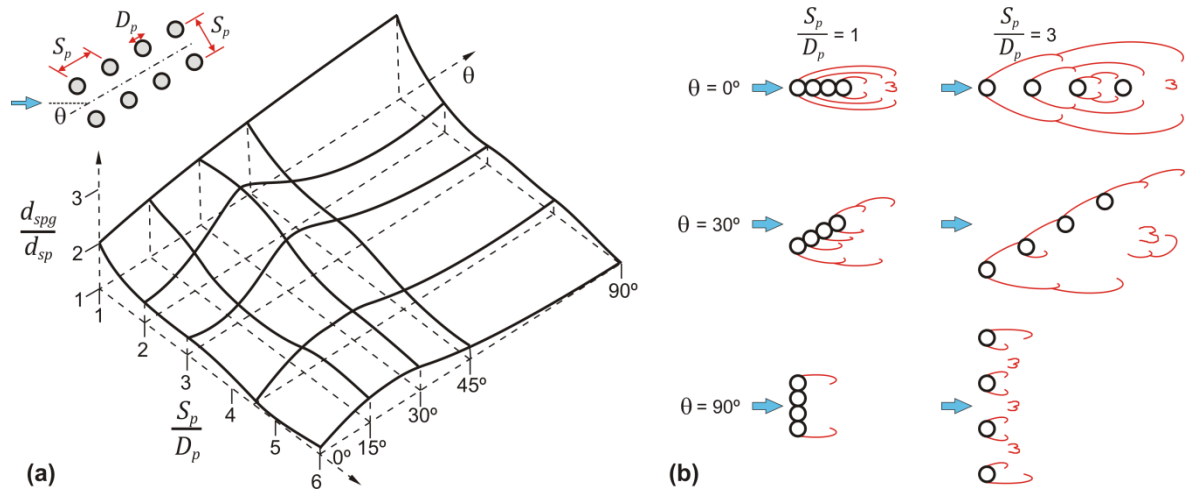 D_p
S_p
S_p
θ
θ
d_spg
d_sp
3
2
1
1
2
3
4
5
6
S_p
D_p
0º
15º
30º
45º
90º
(a)
S_p/D_p = 1
S_p/D_p = 3
θ = 0º
θ = 30º
θ = 90º
(b)